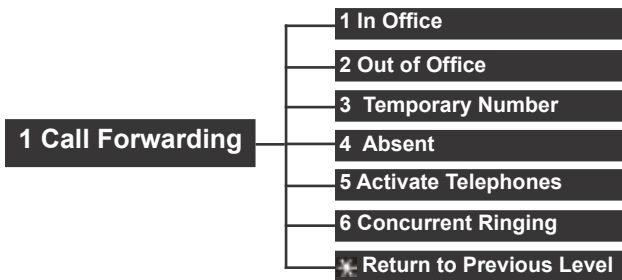 1 Call Forwarding
1 In Office
2 Out of Office
3 Temporary Number
4 Absent
5 Activate Telephones
6 Concurrent Ringing
* Return to Previous Level